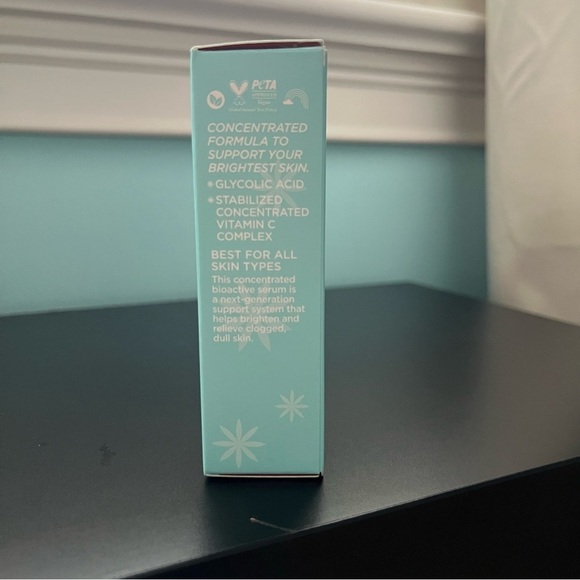 PETA
CONCENTRATED
FORMULA TO
SUPPORT YOUR
BRIGHTEST SKIN.
*GLYCOLIC ACID
*STABILIZED
CONCENTRATED
VITAMIN C
COMPLEX
BEST FOR ALL
SKIN TYPES
This concentrated
bioactive serum is
a next-generation
support system that
helps brighten and
relieve clogged,
dull skin.